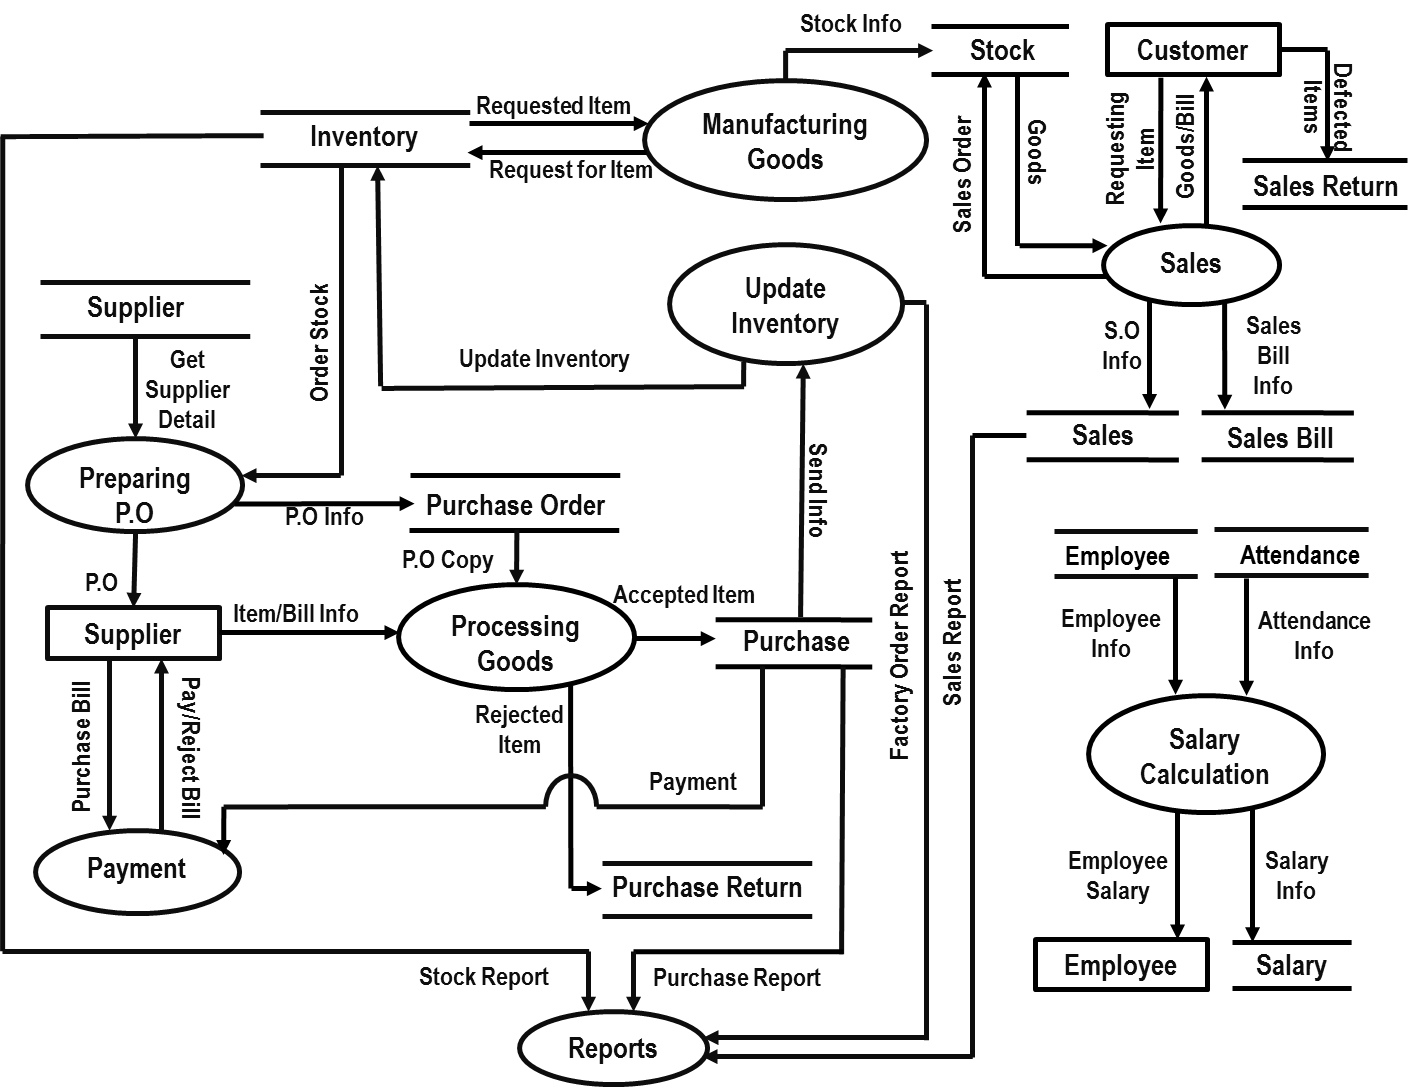 Stock Info
Stock
Customer
Defected
Items
Requested Item
Inventory
Manufacturing
Goods
Request for Item
Sales Order
Goods
Requesting
Item
Goods/Bill
Sales Return
Sales
Supplier
Get
Supplier
Detail
Order Stock
Update
Inventory
Update Inventory
S.O
Info
Sales
Bill
Info
Sales
Sales Bill
Preparing
P.O
P.O Info
Purchase Order
Send Info
P.O
P.O Copy
Employee
Attendance
Supplier
Item/Bill Info
Processing
Goods
Accepted Item
Purchase
Factory Order Report
Sales Report
Employee
Info
Attendance
Info
Purchase Bill
Pay/Reject Bill
Rejected
Item
Payment
Salary
Calculation
Payment
Purchase Return
Employee
Salary
Salary
Info
Stock Report
Purchase Report
Employee
Salary
Reports